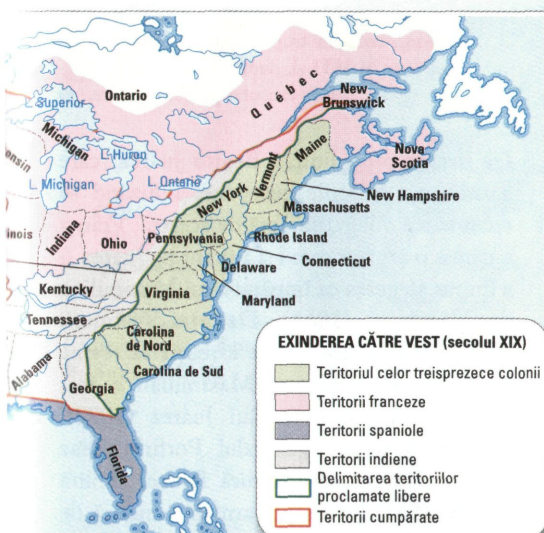 Ontario
Québec
New
Brunswick
L. Superior
Michigan
L. Huron
L. Michigan
L. Ontario
Maine
Nova
Scotia
Vermont
New York
New Hampshire
Massachusetts
Indiana
Ohio
Pennsylvania
Rhode Island
Connecticut
Delaware
Kentucky
Virginia
Maryland
Tennessee
Carolina
de Nord
Alabama
Carolina de Sud
Georgia
Florida
EXINDEREA CĂTRE VEST (secolul XIX)
Teritoriul celor treisprezece colonii
Teritorii franceze
Teritorii spaniole
Teritorii indiene
Delimitarea teritoriilor
proclamate libere
Teritorii cumpărate